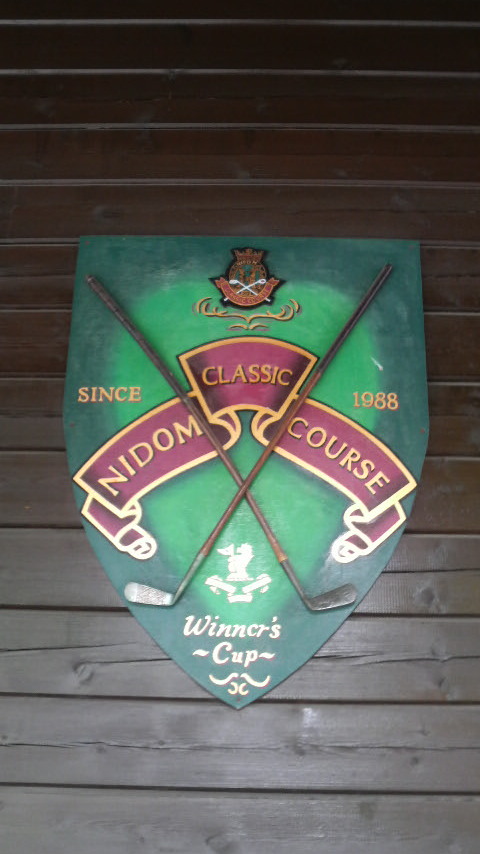 CLASSIC
SINCE 1988
NIDOM COURSE
Winner's
~Cup~